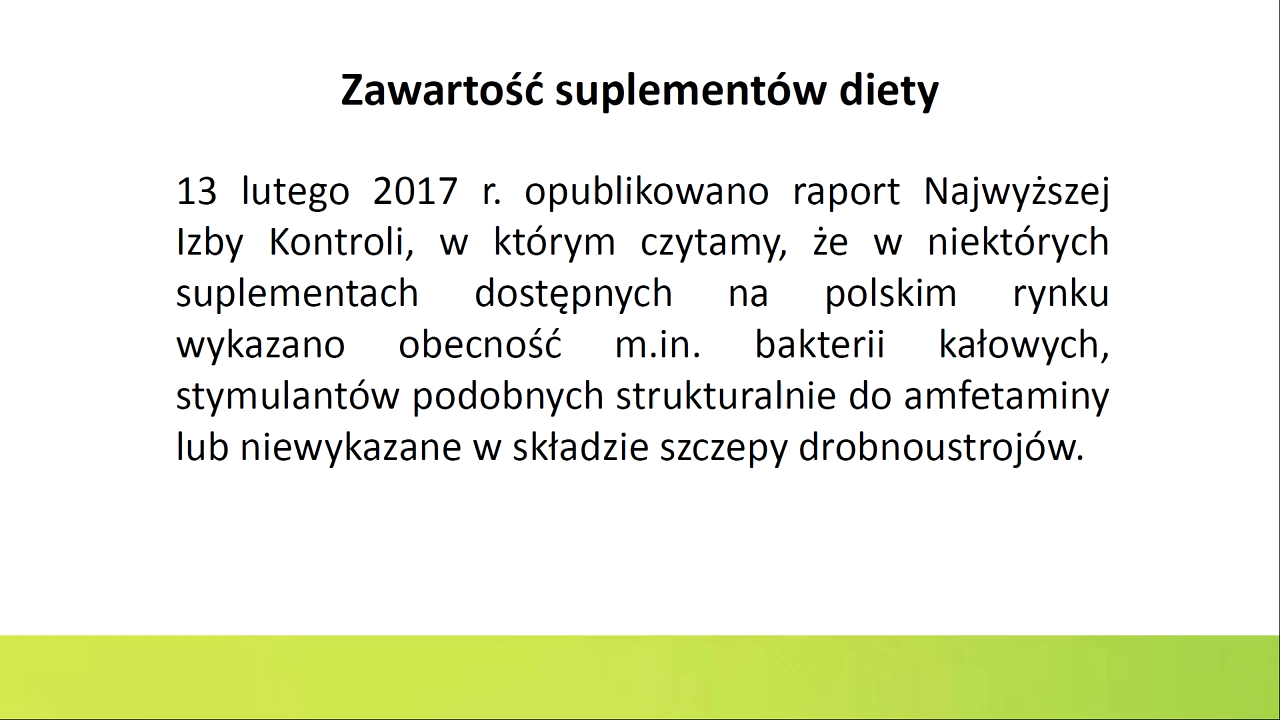 Zawartość suplementów diety
13 lutego 2017 r. opublikowano raport Najwyższej
Izby Kontroli, w którym czytamy, że w niektórych
suplementach dostępnych na polskim rynku
wykazano obecność m.in. bakterii kałowych,
stymulantów podobnych strukturalnie do amfetaminy
lub niewykazane w składzie szczepy drobnoustrojów.